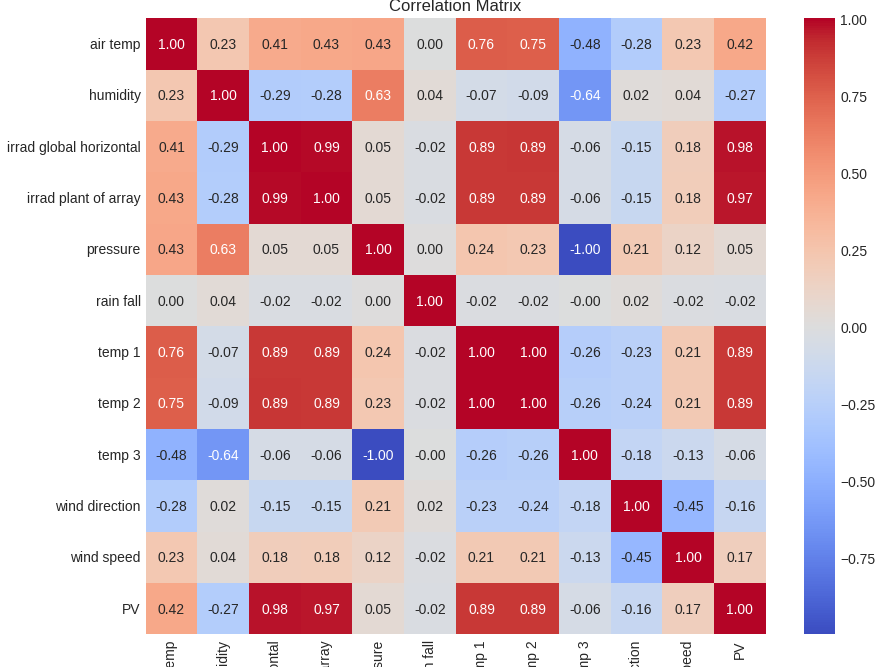 Correlation Matrix
air temp 1.00 0.23 0.41 0.43 0.43 0.00 0.76 0.75 -0.48 -0.28 0.23 0.42
humidity 0.23 1.00 -0.29 -0.28 0.63 0.04 -0.07 -0.09 -0.64 0.02 0.04 -0.27
irrad global horizontal 0.41 -0.29 1.00 0.99 0.05 -0.02 0.89 0.89 -0.06 -0.15 0.18 0.98
irrad plant of array 0.43 -0.28 0.99 1.00 0.05 -0.02 0.89 0.89 -0.06 -0.15 0.18 0.97
pressure 0.43 0.63 0.05 0.05 1.00 0.00 0.24 0.23 -1.00 0.21 0.12 0.05
rain fall 0.00 0.04 -0.02 -0.02 0.00 1.00 -0.02 -0.02 -0.00 0.02 -0.02 -0.02
temp 1 0.76 -0.07 0.89 0.89 0.24 -0.02 1.00 1.00 -0.26 -0.23 0.21 0.89
temp 2 0.75 -0.09 0.89 0.89 0.23 -0.02 1.00 1.00 -0.26 -0.24 0.21 0.89
temp 3 -0.48 -0.64 -0.06 -0.06 -1.00 -0.00 -0.26 -0.26 1.00 -0.18 -0.13 -0.06
wind direction -0.28 0.02 -0.15 -0.15 0.21 0.02 -0.23 -0.24 -0.18 1.00 -0.45 -0.16
wind speed 0.23 0.04 0.18 0.18 0.12 -0.02 0.21 0.21 -0.13 -0.45 1.00 0.17
PV 0.42 -0.27 0.98 0.97 0.05 -0.02 0.89 0.89 -0.06 -0.16 0.17 1.00
emp idity ontal array sure n fall mp 1 mp 2 mp 3 ction peed PV
1.00
0.75
0.50
0.25
0.00
−0.25
−0.50
−0.75